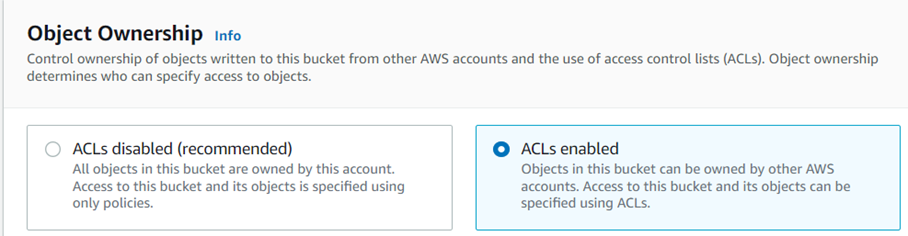 Object Ownership Info
Control ownership of objects written to this bucket from other AWS accounts and the use of access control lists (ACLs). Object ownership
determines who can specify access to objects.
ACLs disabled (recommended)
All objects in this bucket are owned by this account.
Access to this bucket and its objects is specified using
only policies.
ACLs enabled
Objects in this bucket can be owned by other AWS
accounts. Access to this bucket and its objects can be
specified using ACLs.